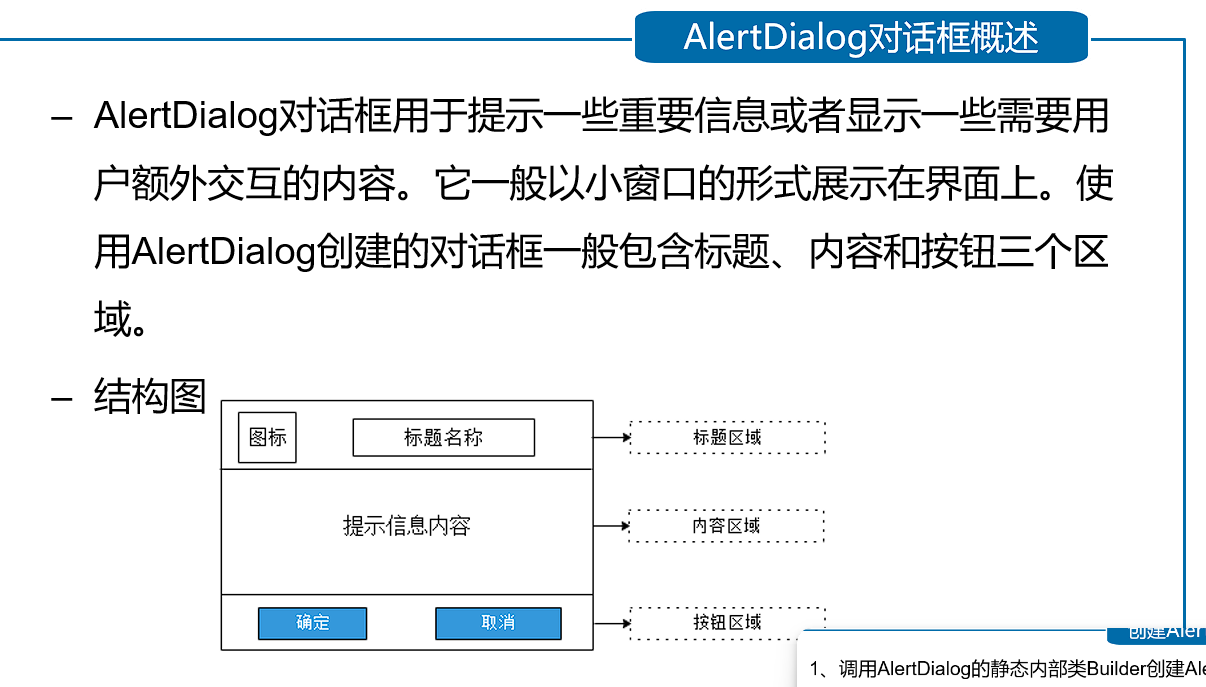 AlertDialog对话框概述
– AlertDialog对话框用于提示一些重要信息或者显示一些需要用
户额外交互的内容。它一般以小窗口的形式展示在界面上。使
用AlertDialog创建的对话框一般包含标题、内容和按钮三个区
域。
– 结构图
图标 标题名称 标题区域
提示信息内容 内容区域
确定 取消 按钮区域
创建Aler
1、调用AlertDialog的静态内部类Builder创建Ale